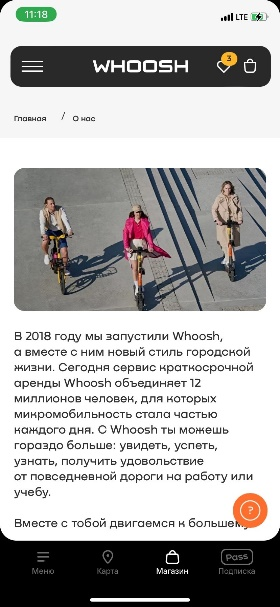 11:18
LTE
WHOOSH
3
Главная / О нас
В 2018 году мы запустили Whoosh,
а вместе с ним новый стиль городской
жизни. Сегодня сервис краткосрочной
аренды Whoosh объединяет 12
миллионов человек, для которых
микромобильность стала частью
каждого дня. С Whoosh ты можешь
гораздо больше: увидеть, успеть,
узнать, получить удовольствие
от повседневной дороги на работу или
учебу.
?
Вместе с тобой двигаемся к большему
Меню Карта Магазин Pass Подписка